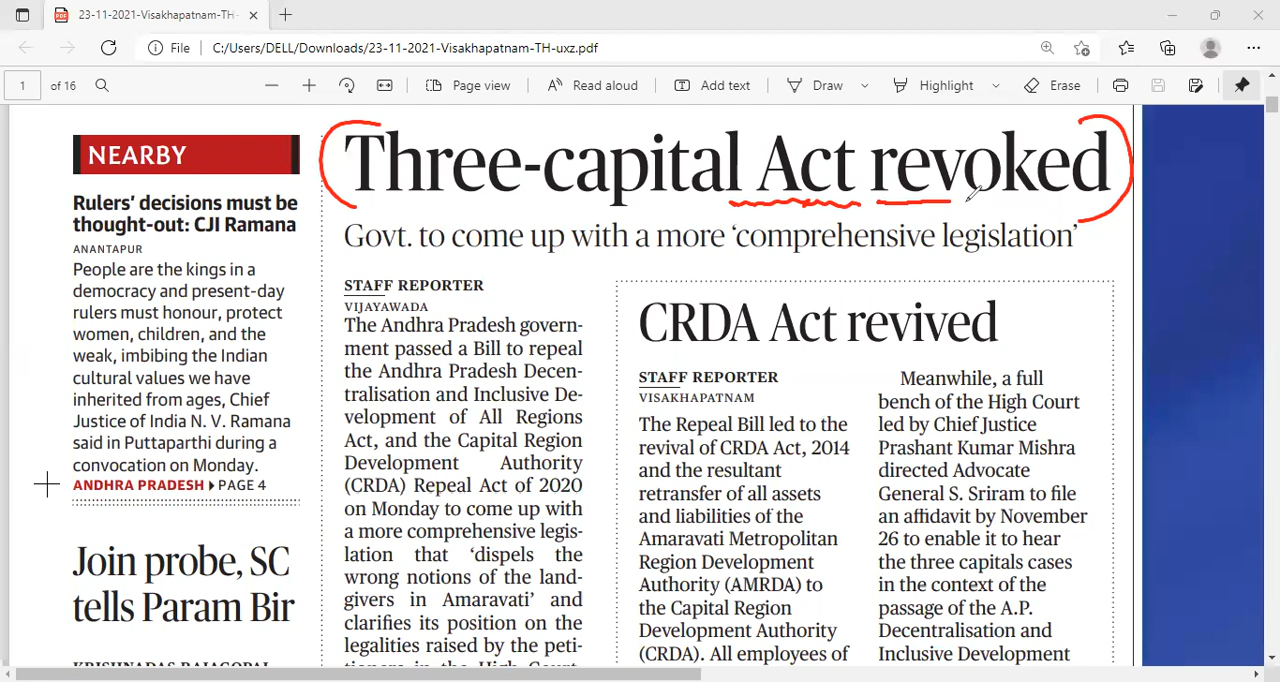 23-11-2021-Visakhapatnam-TH-
File
C:/Users/DELL/Downloads/23-11-2021-Visakhapatnam-TH-uxz.pdf
1 of 16
Page view
Read aloud
Add text
Draw
Highlight
Erase
NEARBY
Rulers' decisions must be
thought-out: CJI Ramana
ANANTAPUR
People are the kings in a
democracy and present-day
rulers must honour, protect
women, children, and the
weak, imbibing the Indian
cultural values we have
inherited from ages, Chief
Justice of India N. V. Ramana
said in Puttaparthi during a
convocation on Monday.
ANDHRA PRADESH PAGE 4
Join probe, SC
tells Param Bir
KRISHNADAS RAJAGOPAL
Three-capital Act revoked
Govt. to come up with a more ‘comprehensive legislation’
STAFF REPORTER
VIJAYAWADA
The Andhra Pradesh govern-
ment passed a Bill to repeal
the Andhra Pradesh Decen-
tralisation and Inclusive De-
velopment of All Regions
Act, and the Capital Region
Development Authority
(CRDA) Repeal Act of 2020
on Monday to come up with
a more comprehensive legis-
lation that ‘dispels the
wrong notions of the land-
givers in Amaravati’ and
clarifies its position on the
legalities raised by the peti-
tioners in the High Court.
CRDA Act revived
STAFF REPORTER
VISAKHAPATNAM
The Repeal Bill led to the
revival of CRDA Act, 2014
and the resultant
retransfer of all assets
and liabilities of the
Amaravati Metropolitan
Region Development
Authority (AMRDA) to
the Capital Region
Development Authority
(CRDA). All employees of
Meanwhile, a full
bench of the High Court
led by Chief Justice
Prashant Kumar Mishra
directed Advocate
General S. Sriram to file
an affidavit by November
26 to enable it to hear
the three capitals cases
in the context of the
passage of the A.P.
Decentralisation and
Inclusive Development